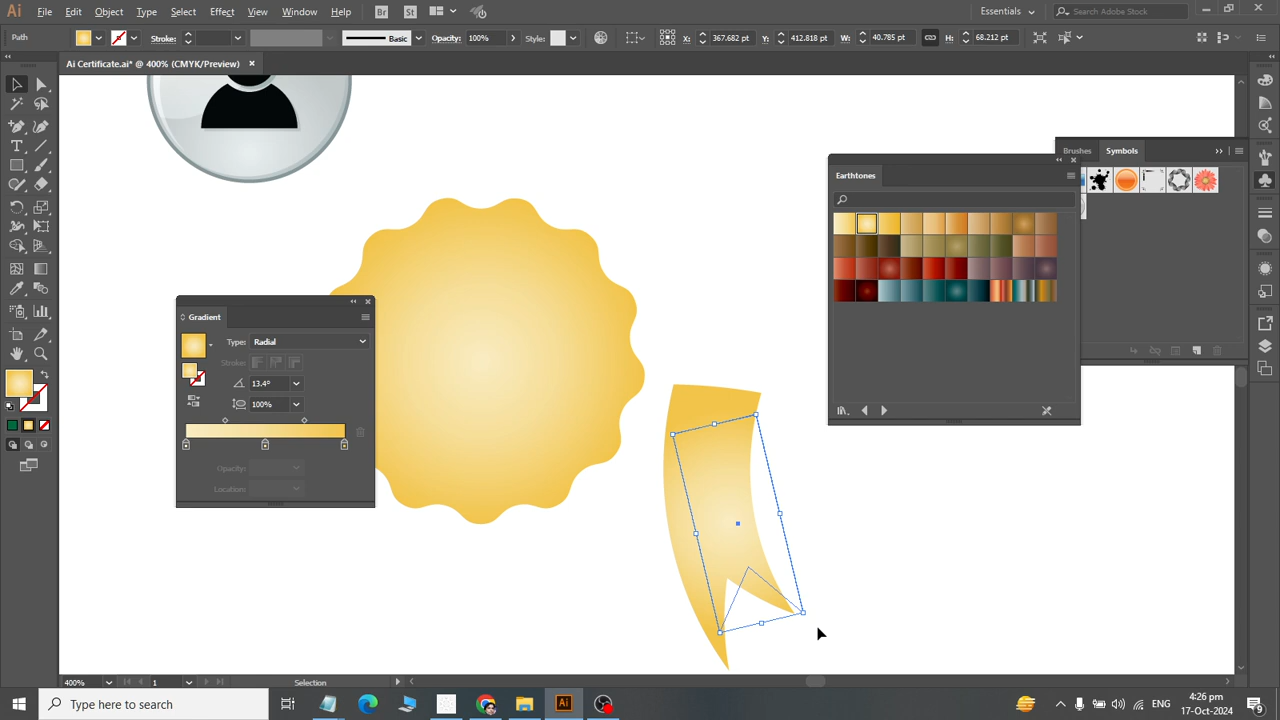 Ai File Edit Object Type Select Effect View Window Help Br St Essentials Search Adobe Stock
Path Stroke: Basic Opacity: 100% Style: X: 367.682 pt Y: 412.818 pt W: 40.785 pt H: 68.212 pt
Ai Certificate.ai* @ 400% (CMYK/Preview)
Brushes Symbols
Earthtones
Gradient
Type: Radial
Stroke:
13.4°
100%
Opacity:
Location:
400% 1 Selection
Type here to search
Ai
ENG
4:26 pm
17-Oct-2024
9